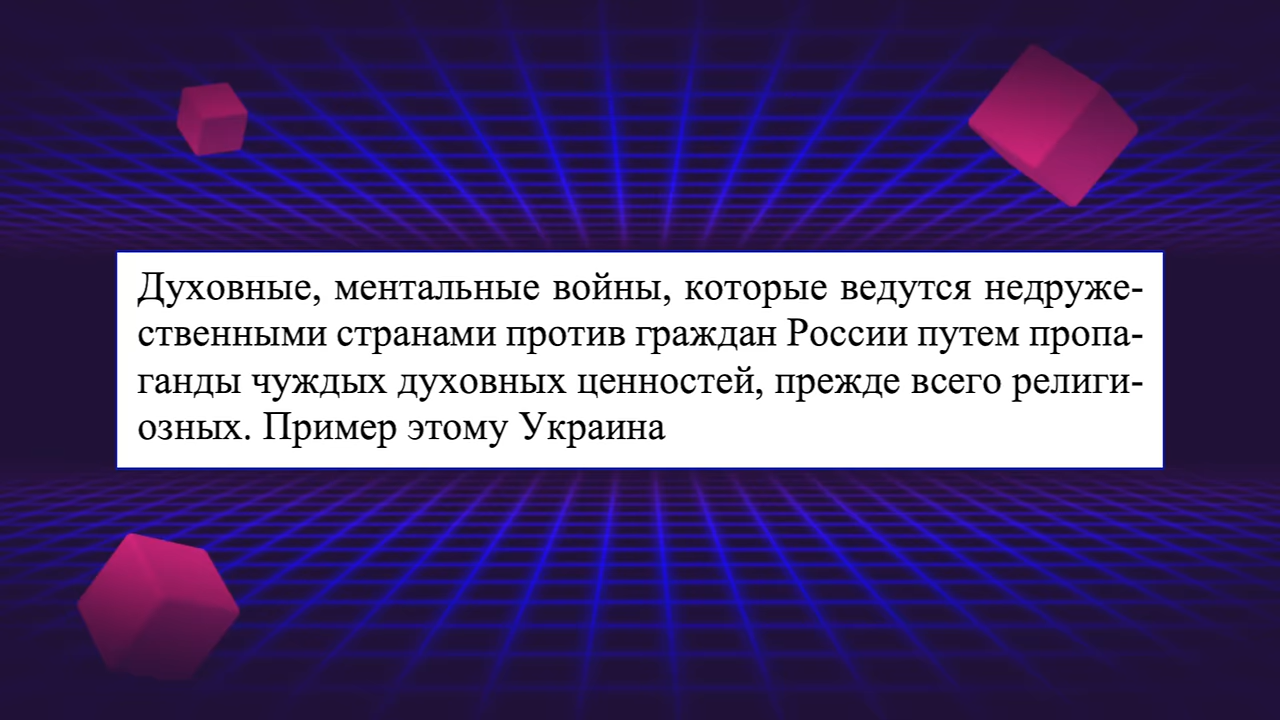 Духовные, ментальные войны, которые ведутся недруже-
ственными странами против граждан России путем пропа-
ганды чуждых духовных ценностей, прежде всего религи-
озных. Пример этому Украина